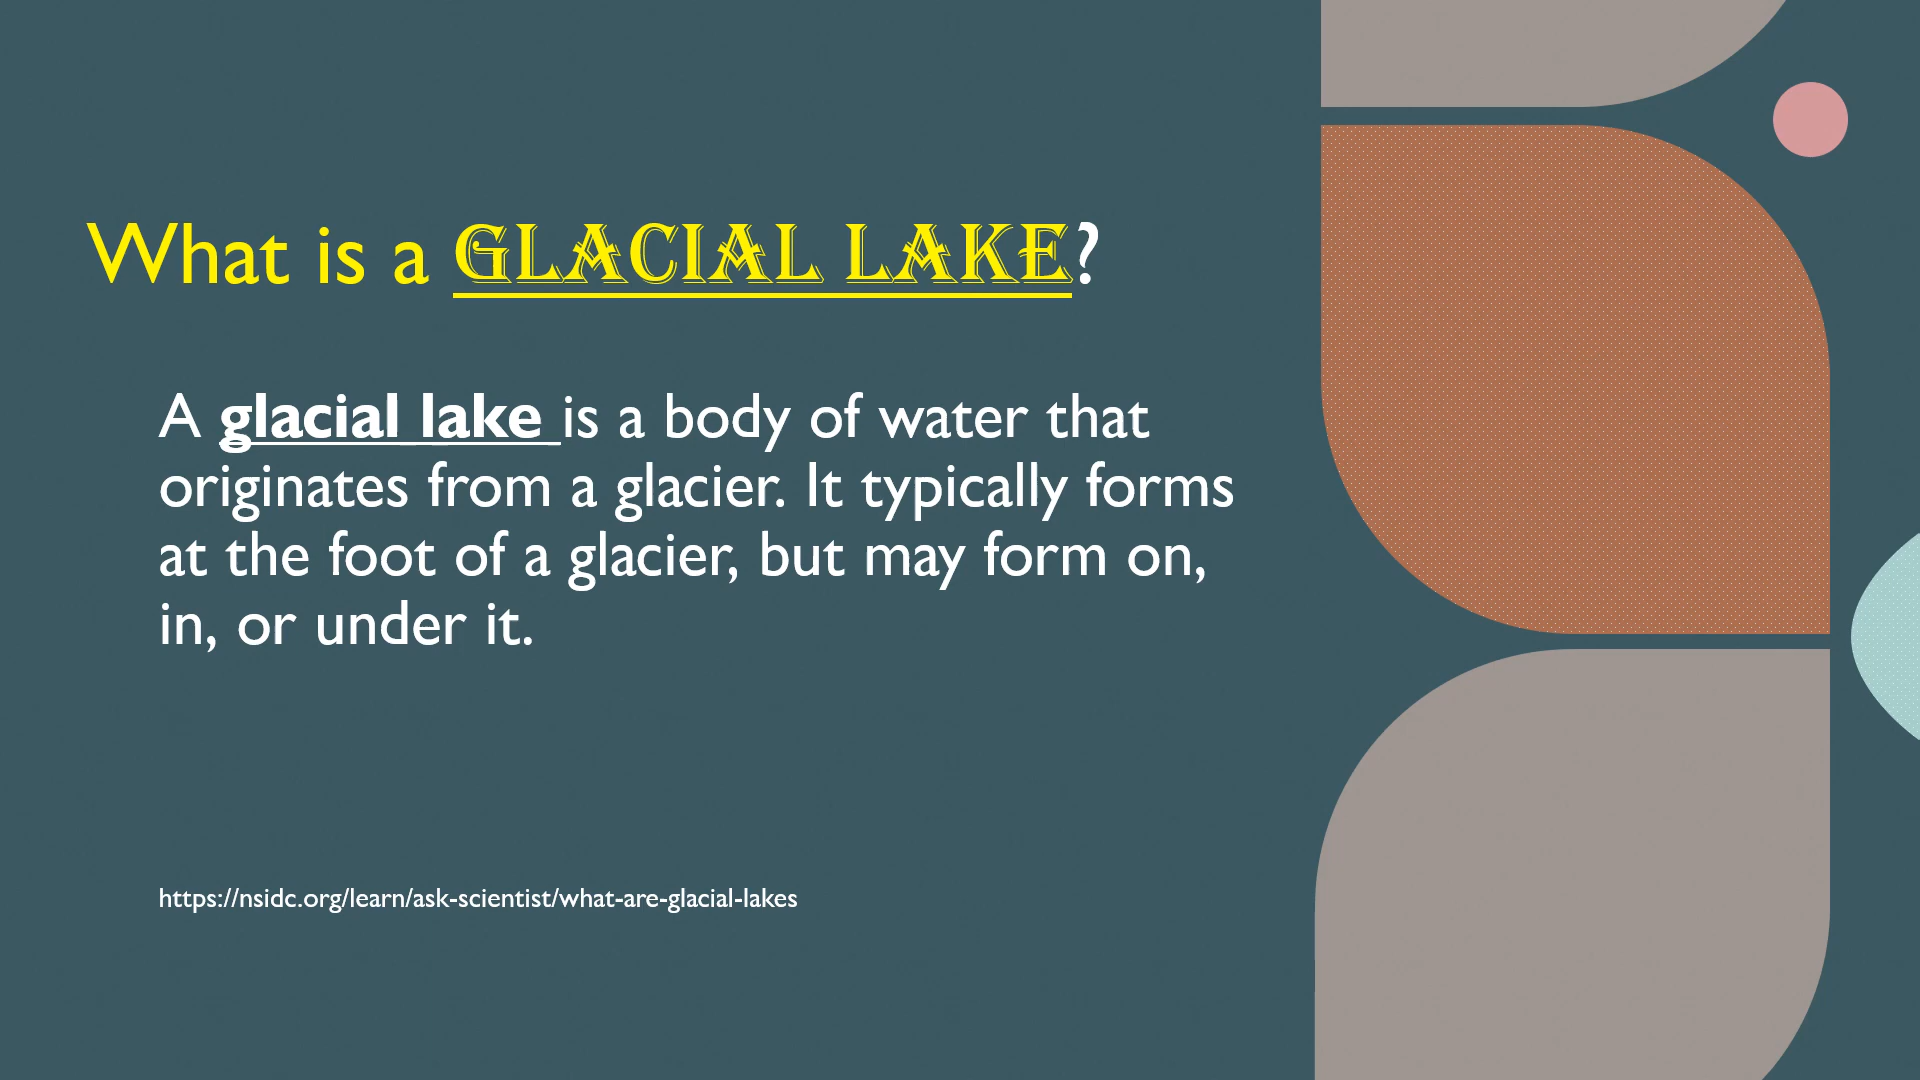 What is a GLACIAL LAKE?
A glacial lake is a body of water that
originates from a glacier. It typically forms
at the foot of a glacier, but may form on,
in, or under it.
https://nsidc.org/learn/ask-scientist/what-are-glacial-lakes